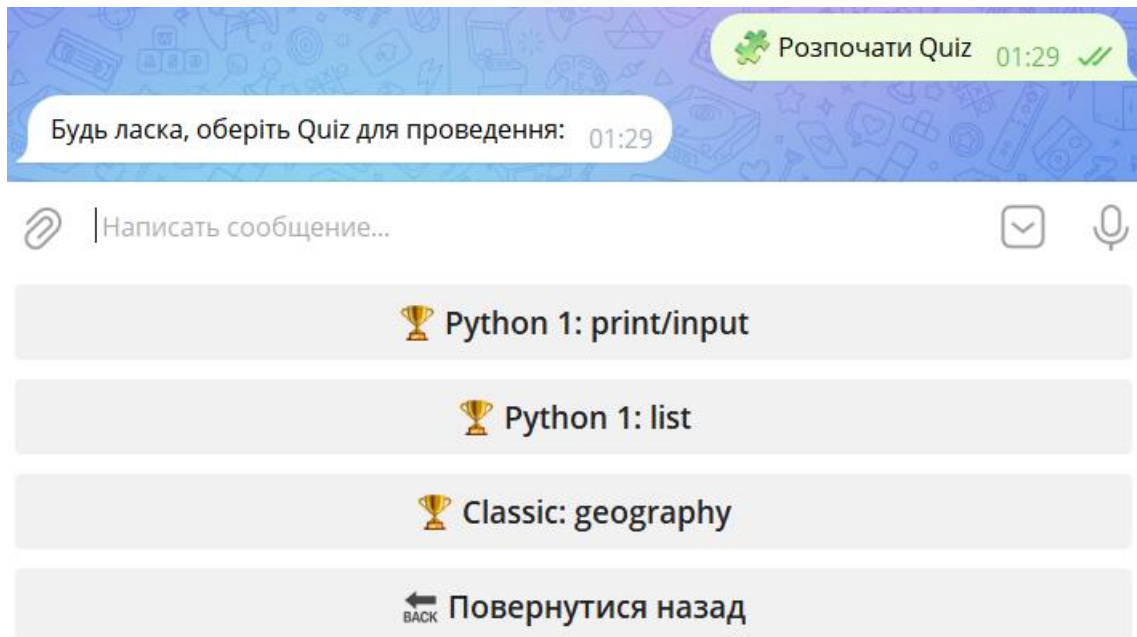 🧩 Розпочати Quiz 01:29
Будь ласка, оберіть Quiz для проведення: 01:29
Написать сообщение...
🏆 Python 1: print/input
🏆 Python 1: list
🏆 Classic: geography
🔙 Повернутися назад